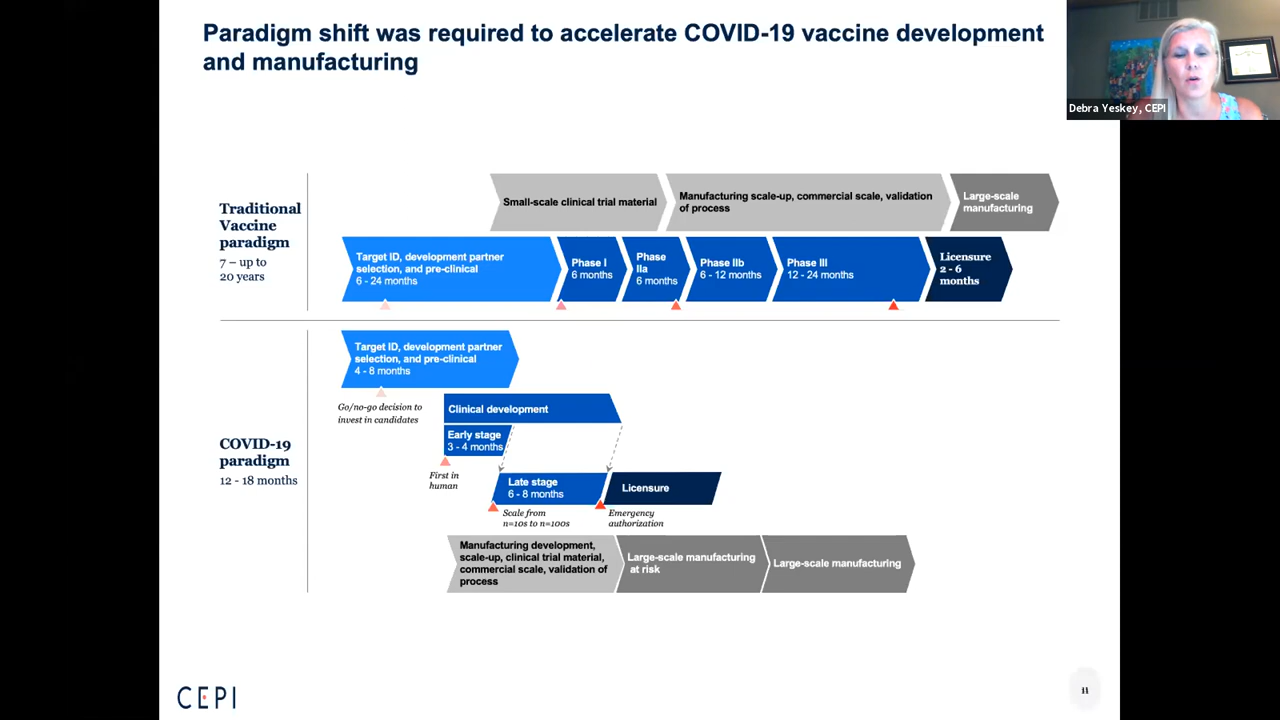 Paradigm shift was required to accelerate COVID-19 vaccine development
and manufacturing
Debra Yeskey, CEPI
Traditional
Vaccine
paradigm
7 – up to
20 years
Small-scale clinical trial material
Manufacturing scale-up, commercial scale, validation
of process
Large-scale
manufacturing
Target ID, development partner
selection, and pre-clinical
6 - 24 months
Phase I
6 months
Phase
IIa
6 months
Phase IIb
6 - 12 months
Phase III
12 - 24 months
Licensure
2 - 6
months
COVID-19
paradigm
12 - 18 months
Target ID, development partner
selection, and pre-clinical
4 - 8 months
Go/no-go decision to
invest in candidates
Clinical development
Early stage
3 - 4 months
First in
human
Late stage
6 - 8 months
Licensure
Scale from
n=10s to n=100s
Emergency
authorization
Manufacturing development,
scale-up, clinical trial material,
commercial scale, validation of
process
Large-scale manufacturing
at risk
Large-scale manufacturing
CEPI
11